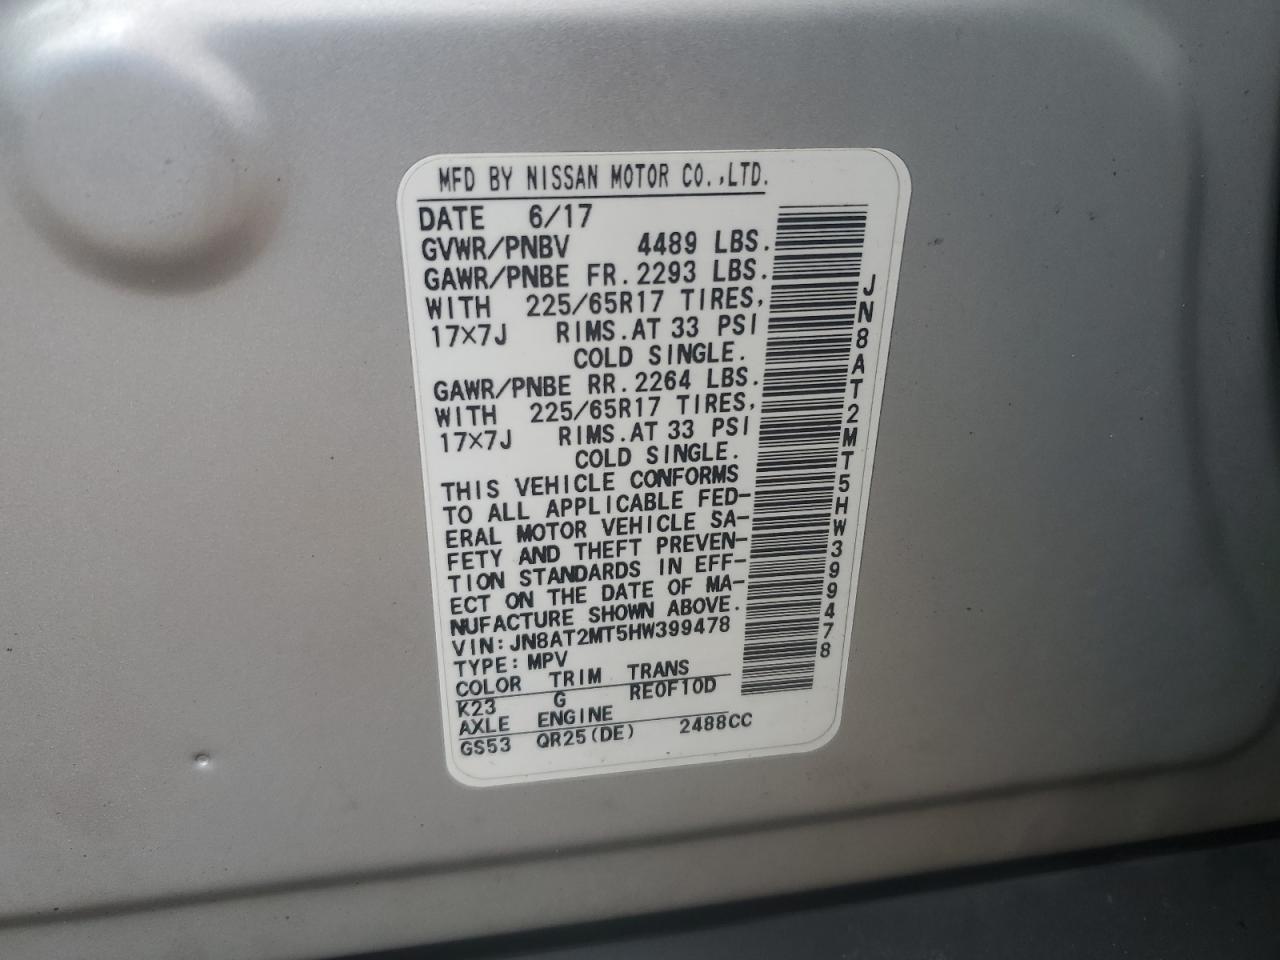 MFD BY NISSAN MOTOR CO.,LTD.
DATE 6/17
GVWR/PNBV 4489 LBS.
GAWR/PNBE FR. 2293 LBS.
WITH 225/65R17 TIRES,
17×7J RIMS. AT 33 PSI
COLD SINGLE.
GAWR/PNBE RR. 2264 LBS.
WITH 225/65R17 TIRES,
17×7J RIMS. AT 33 PSI
COLD SINGLE.
THIS VEHICLE CONFORMS
TO ALL APPLICABLE FED-
ERAL MOTOR VEHICLE SA-
FETY AND THEFT PREVEN-
TION STANDARDS IN EFF-
ECT ON THE DATE OF MA-
NUFACTURE SHOWN ABOVE.
VIN: JN8AT2MT5HW399478
TYPE: MPV
COLOR TRIM TRANS
K23 G RE0F10D
AXLE ENGINE
GS53 QR25(DE) 2488CC
JN8AT2MT5HW399478